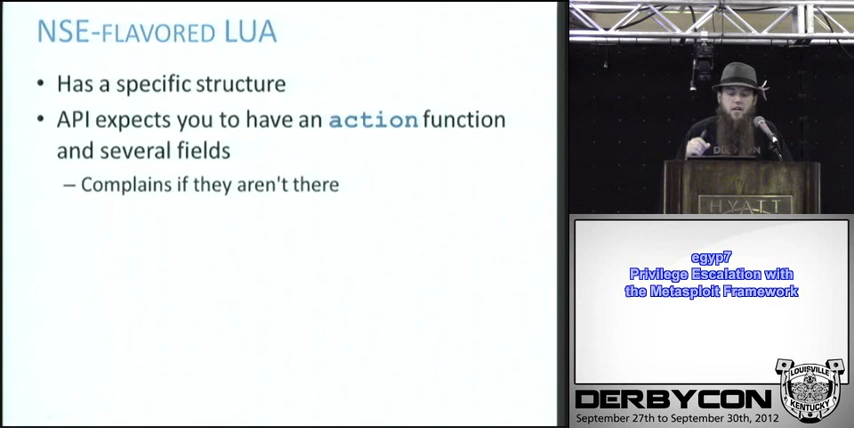 NSE-FLAVORED LUA
• Has a specific structure
• API expects you to have an action function
and several fields
– Complains if they aren't there
HYATT
egyp7
Privilege Escalation with
the Metasploit Framework
DERBYCON
September 27th to September 30th, 2012
LOUISVILLE
KENTUCKY